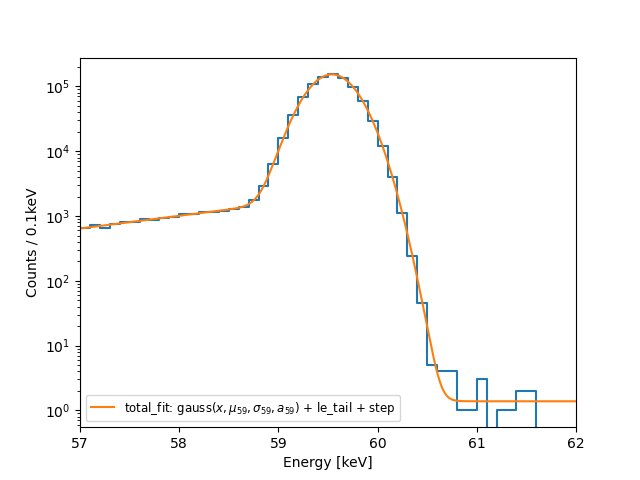 10⁵
10⁴
10³
10²
10¹
10⁰
Counts / 0.1keV
total_fit: gauss(x, μ₅₉, σ₅₉, a₅₉) + le_tail + step
57 58 59 60 61 62
Energy [keV]